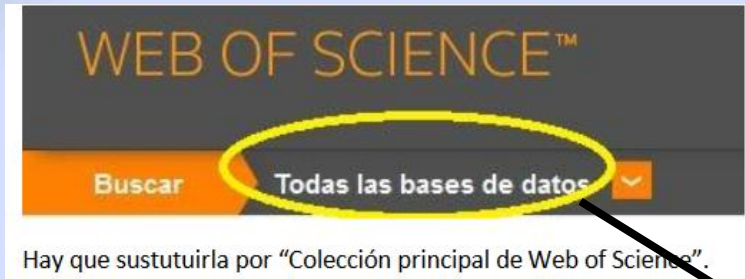 WEB OF SCIENCE™
Buscar Todas las bases de datos
Hay que sustutuirla por “Colección principal de Web of Science”.